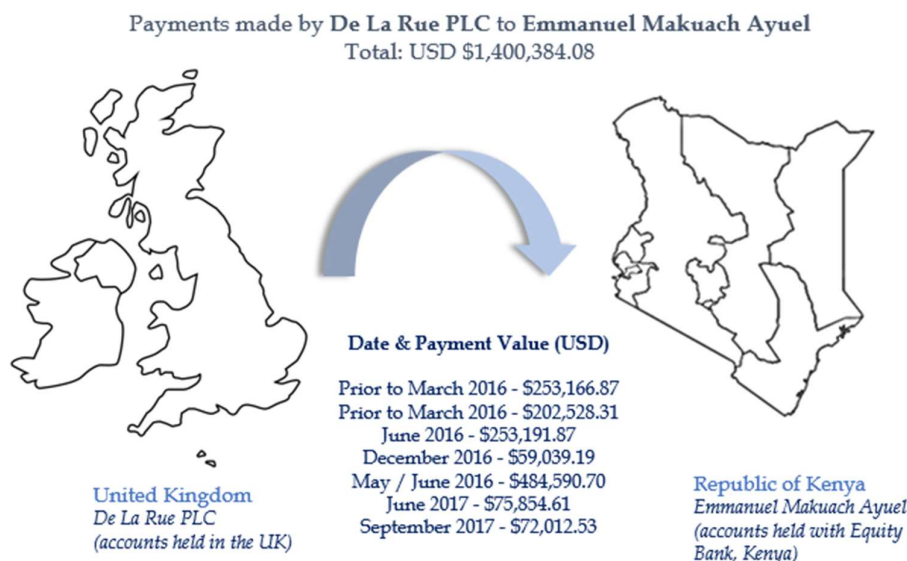 Payments made by De La Rue PLC to Emmanuel Makuach Ayuel
Total: USD $1,400,384.08
Date & Payment Value (USD)
Prior to March 2016 - $253,166.87
Prior to March 2016 - $202,528.31
June 2016 - $253,191.87
December 2016 - $59,039.19
May / June 2016 - $484,590.70
June 2017 - $75,854.61
September 2017 - $72,012.53
United Kingdom
De La Rue PLC
(accounts held in the UK)
Republic of Kenya
Emmanuel Makuach Ayuel
(accounts held with Equity
Bank, Kenya)